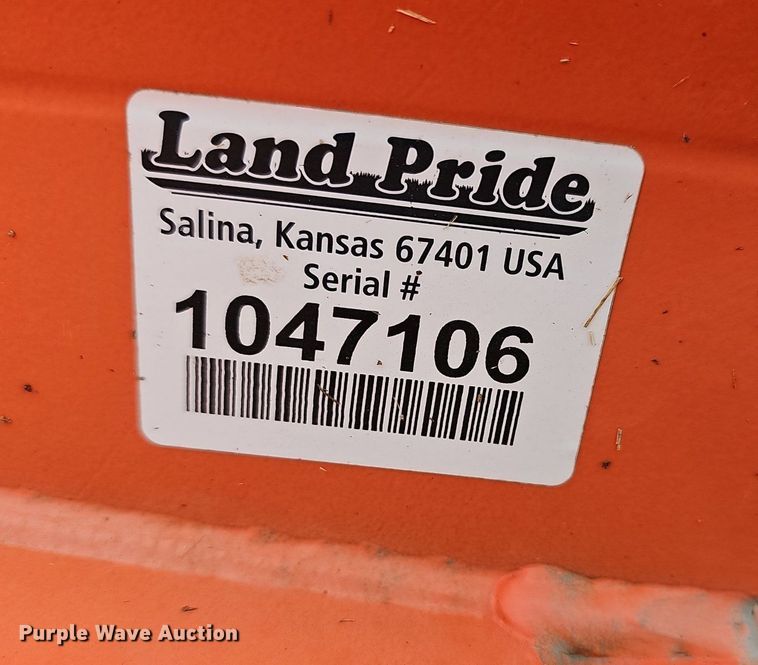 Land Pride
Salina, Kansas 67401 USA
Serial #
1047106
Purple Wave Auction